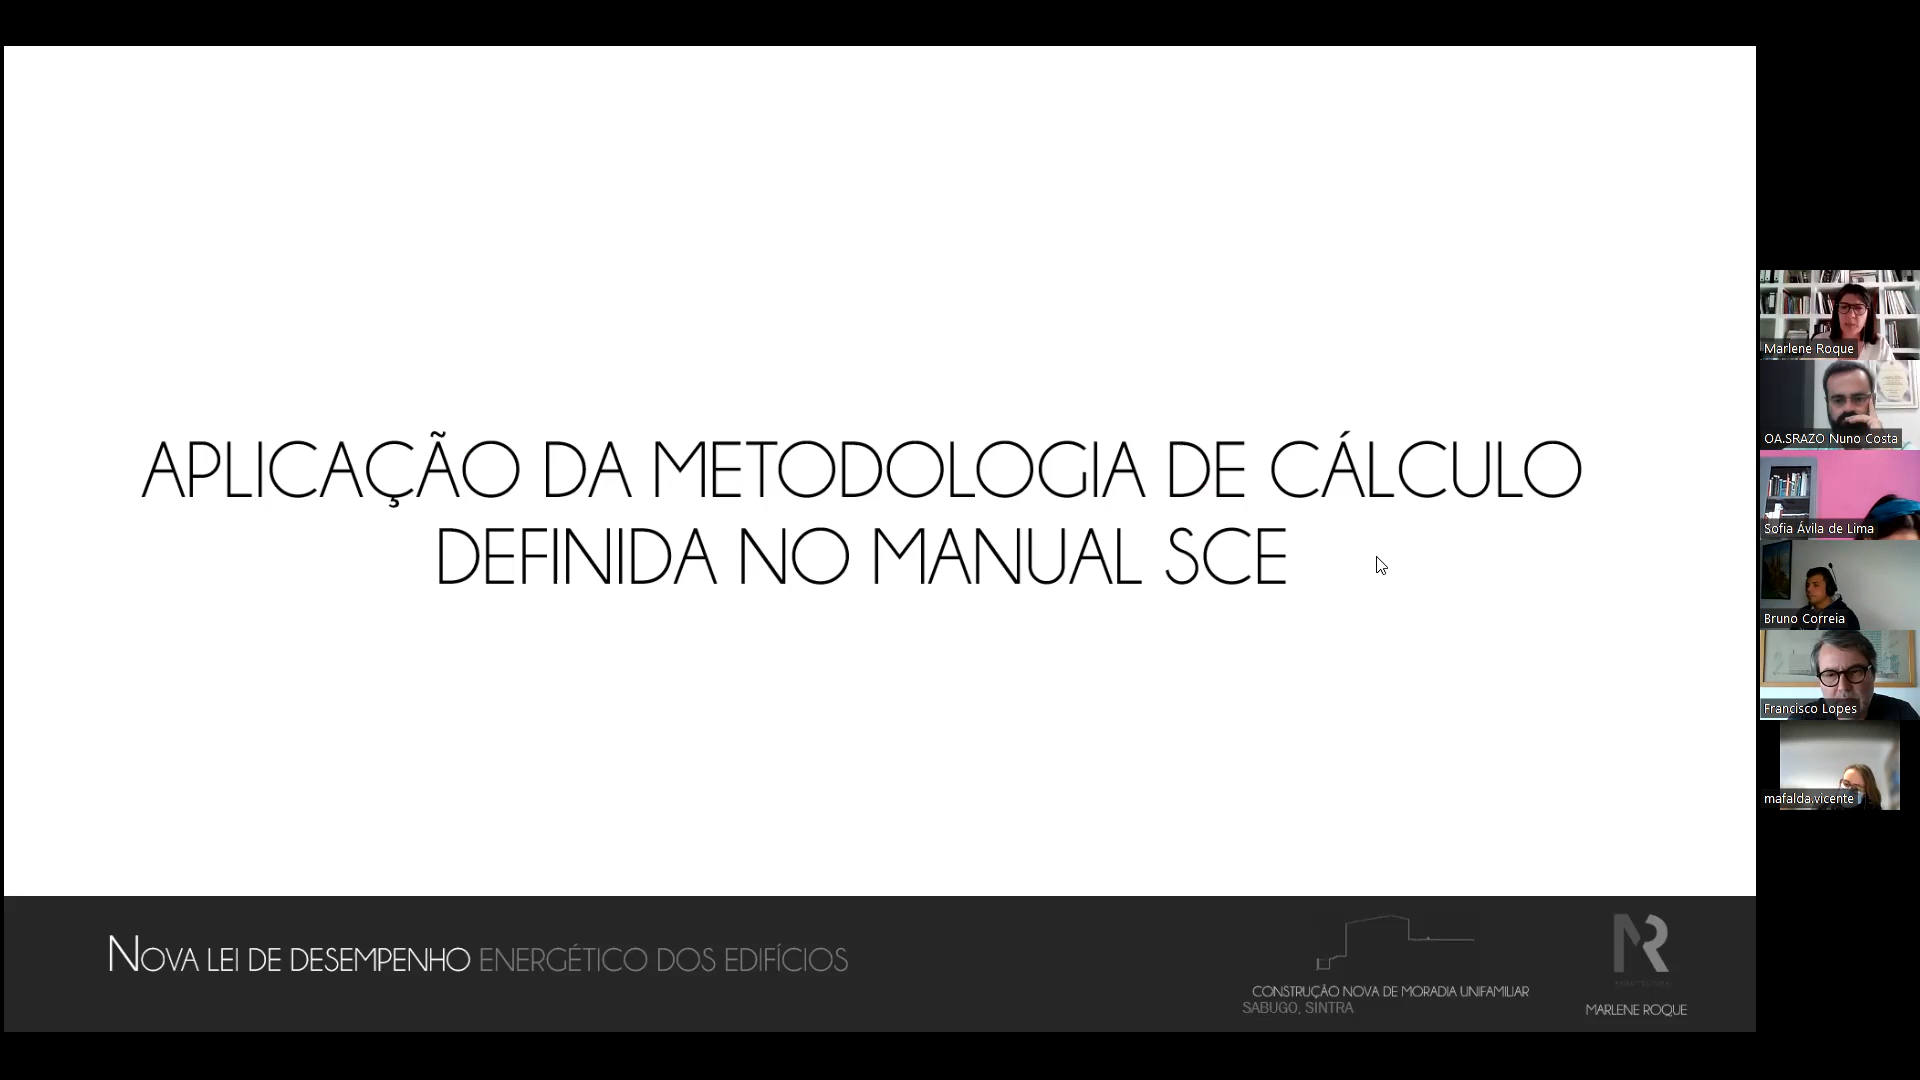 APLICAÇÃO DA METODOLOGIA DE CÁLCULO
DEFINIDA NO MANUAL SCE
NOVA LEI DE DESEMPENHO ENERGÉTICO DOS EDIFÍCIOS
CONSTRUÇÃO NOVA DE MORADIA UNIFAMILIAR
SABUGO, SINTRA
MR
MARLENE ROQUE
Marlene Roque
OA.SRAZO Nuno Costa
Sofia Ávila de Lima
Bruno Correia
Francisco Lopes
mafalda.vicente